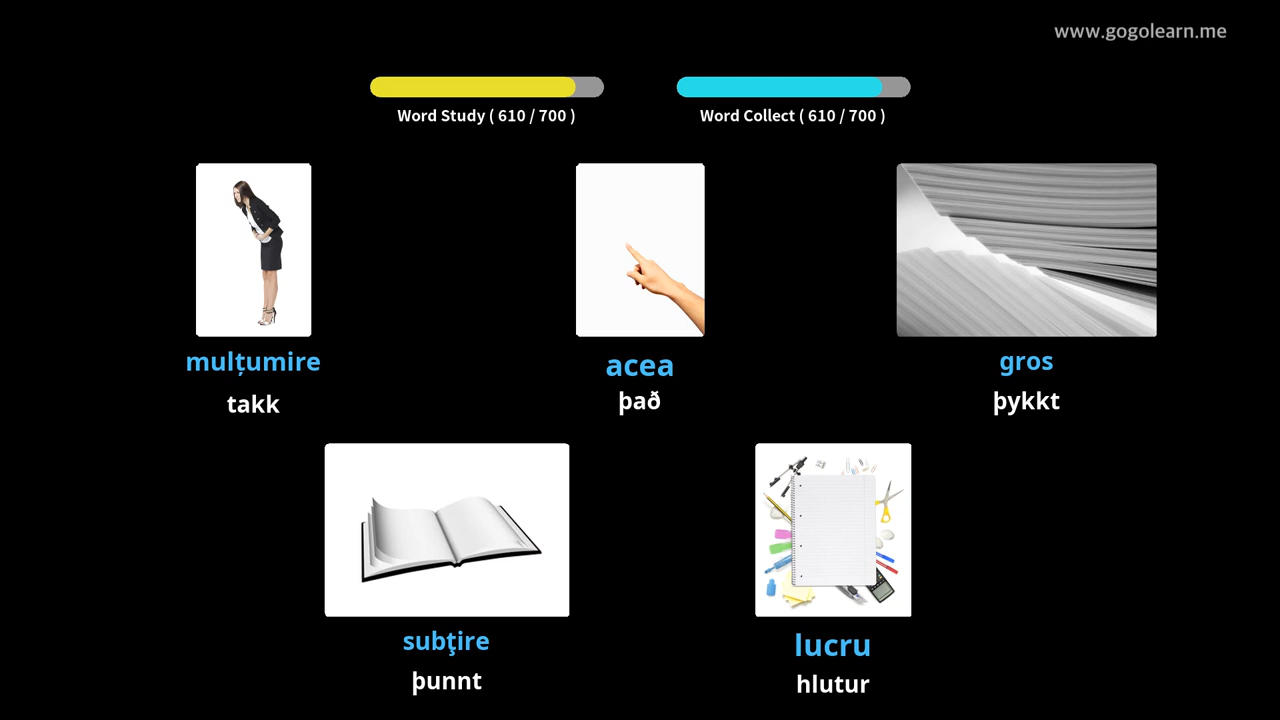 www.gogolearn.me
Word Study ( 610 / 700 )
Word Collect ( 610 / 700 )
mulțumire
takk
acea
það
gros
þykkt
subţire
þunnt
lucru
hlutur